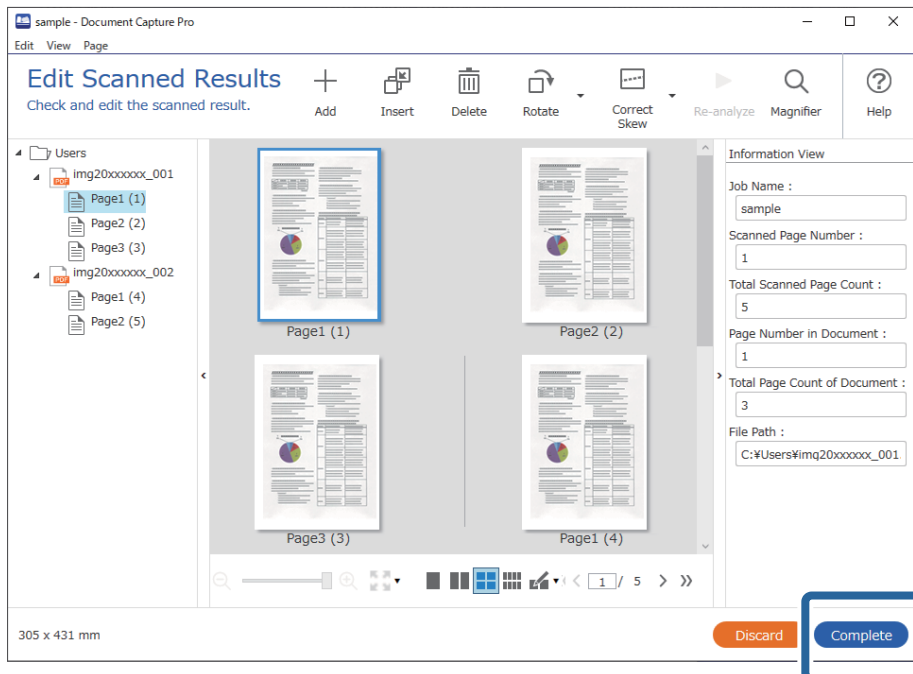 sample - Document Capture Pro
Edit View Page
Edit Scanned Results
Check and edit the scanned result.
Add
Insert
Delete
Rotate
Correct Skew
Re-analyze
Magnifier
Help
Users
PDF img20xxxxxx_001
Page1 (1)
Page2 (2)
Page3 (3)
PDF img20xxxxxx_002
Page1 (4)
Page2 (5)
Page1 (1)
Page2 (2)
Page3 (3)
Page1 (4)
1 / 5
Information View
Job Name :
sample
Scanned Page Number :
1
Total Scanned Page Count :
5
Page Number in Document :
1
Total Page Count of Document :
3
File Path :
C:¥Users¥img20xxxxxx_001
305 x 431 mm
Discard
Complete